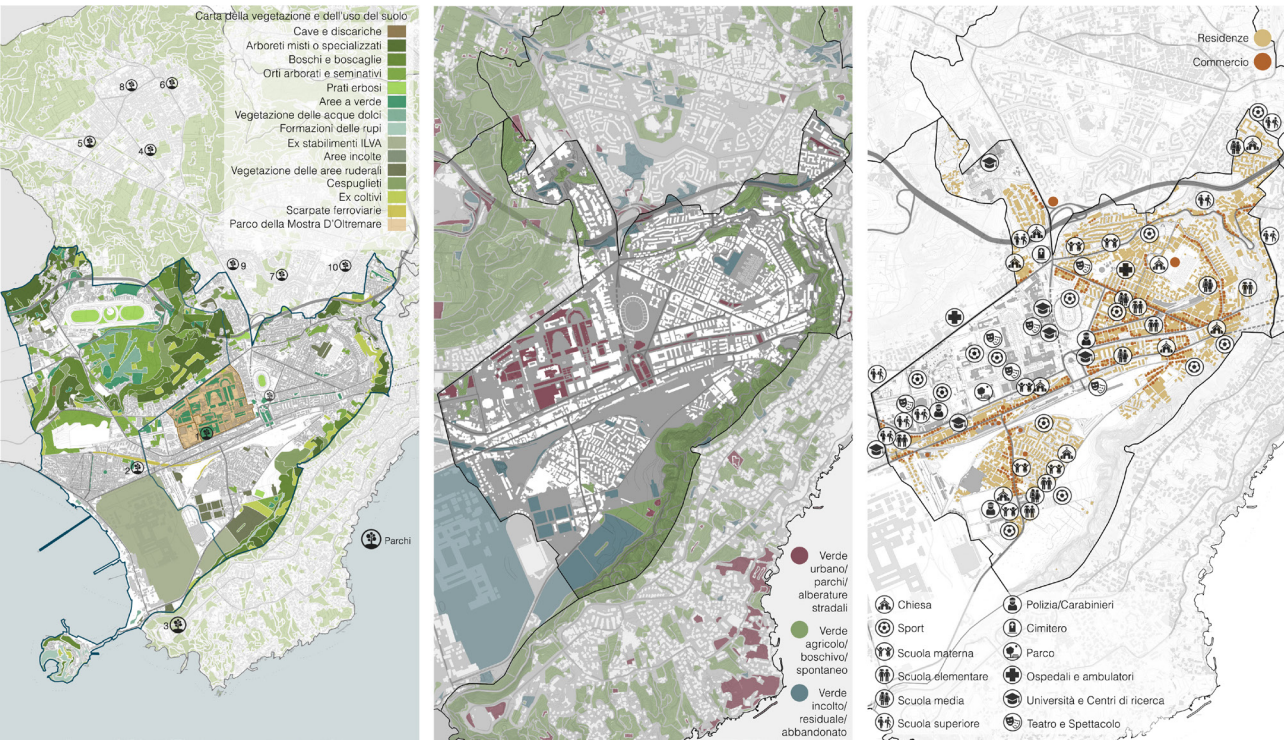 Carta della vegetazione e dell'uso del suolo
Cave e discariche
Arboreti misti o specializzati
Boschi e boscaglie
Orti arborati e seminativi
Prati erbosi
Aree a verde
Vegetazione delle acque dolci
Formazioni delle rupi
Ex stabilimenti ILVA
Aree incolte
Vegetazione delle aree ruderali
Cespuglieti
Ex coltivi
Scarpate ferroviarie
Parco della Mostra D'Oltremare
8
6
5
4
9
7
10
2
3
Parchi
Verde
urbano/
parchi/
alberature
stradali
Verde
agricolo/
boschivo/
spontaneo
Verde
incolto/
residuale/
abbandonato
Residenze
Commercio
Chiesa
Sport
Scuola materna
Scuola elementare
Scuola media
Scuola superiore
Polizia/Carabinieri
Cimitero
Parco
Ospedali e ambulatori
Università e Centri di ricerca
Teatro e Spettacolo